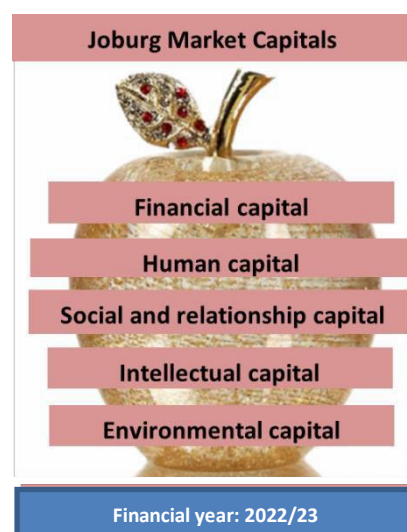 Joburg Market Capitals
Financial capital
Human capital
Social and relationship capital
Intellectual capital
Environmental capital
Financial year: 2022/23